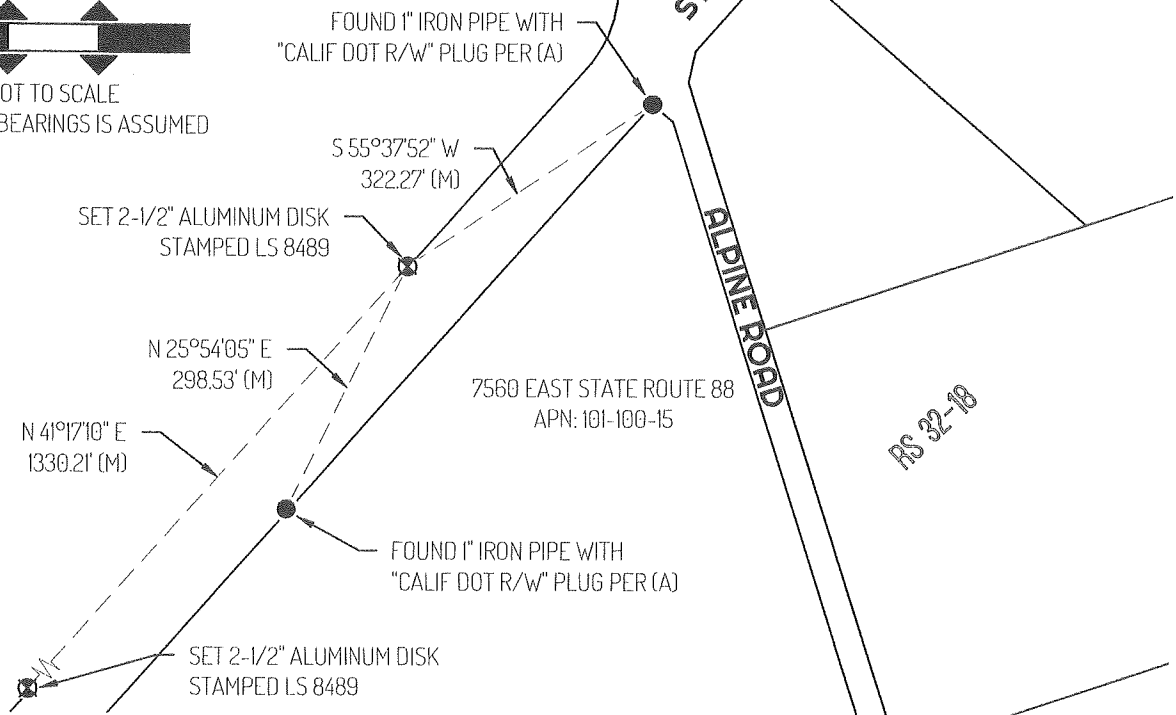 FOUND 1" IRON PIPE WITH
"CALIF DOT R/W" PLUG PER (A)
OT TO SCALE
BEARINGS IS ASSUMED
S 55°37'52" W
322.27' (M)
SET 2-1/2" ALUMINUM DISK
STAMPED LS 8489
ALPINE ROAD
N 25°54'05" E
298.53' (M)
7560 EAST STATE ROUTE 88
APN: 101-100-15
RS 32-18
N 41°17'10" E
1330.21' (M)
FOUND 1" IRON PIPE WITH
"CALIF DOT R/W" PLUG PER (A)
SET 2-1/2" ALUMINUM DISK
STAMPED LS 8489